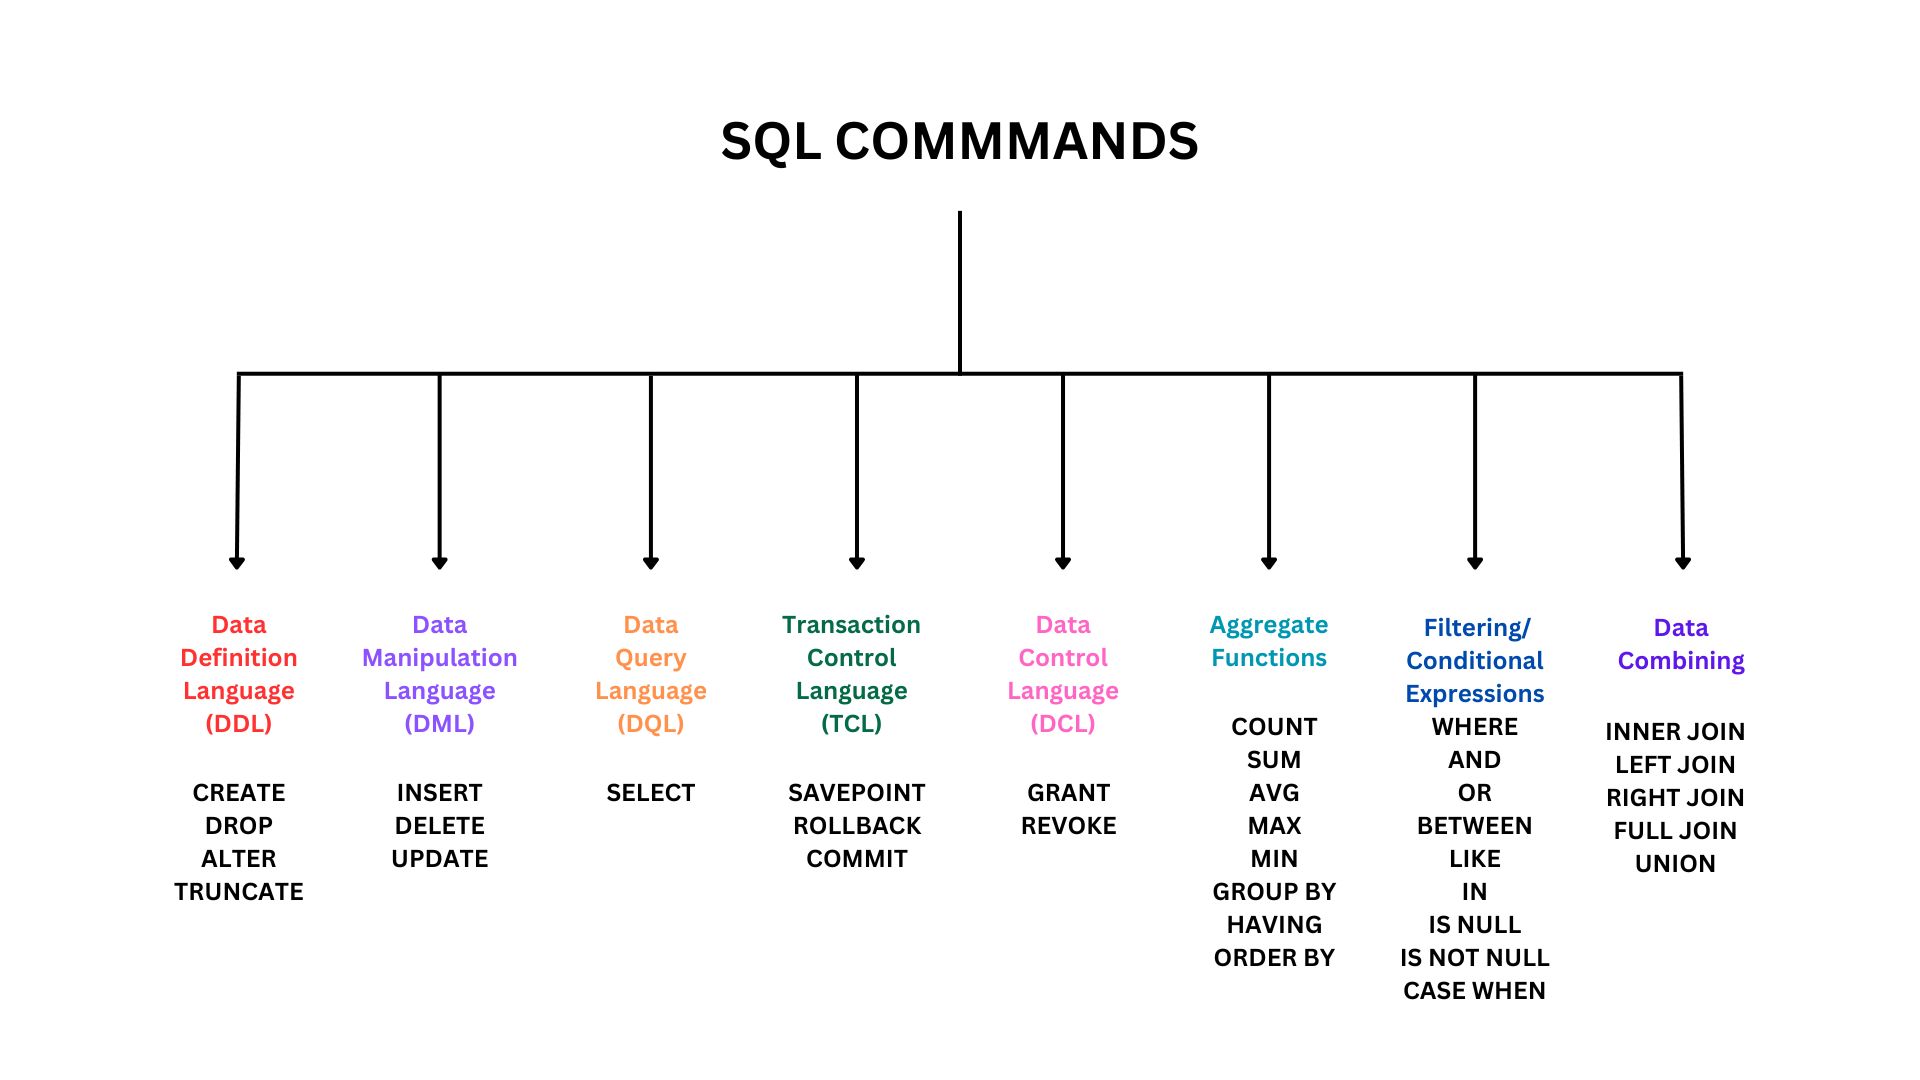 SQL COMMMANDS
Data
Definition
Language
(DDL)
CREATE
DROP
ALTER
TRUNCATE
Data
Manipulation
Language
(DML)
INSERT
DELETE
UPDATE
Data
Query
Language
(DQL)
SELECT
Transaction
Control
Language
(TCL)
SAVEPOINT
ROLLBACK
COMMIT
Data
Control
Language
(DCL)
GRANT
REVOKE
Aggregate
Functions
COUNT
SUM
AVG
MAX
MIN
GROUP BY
HAVING
ORDER BY
Filtering/
Conditional
Expressions
WHERE
AND
OR
BETWEEN
LIKE
IN
IS NULL
IS NOT NULL
CASE WHEN
Data
Combining
INNER JOIN
LEFT JOIN
RIGHT JOIN
FULL JOIN
UNION